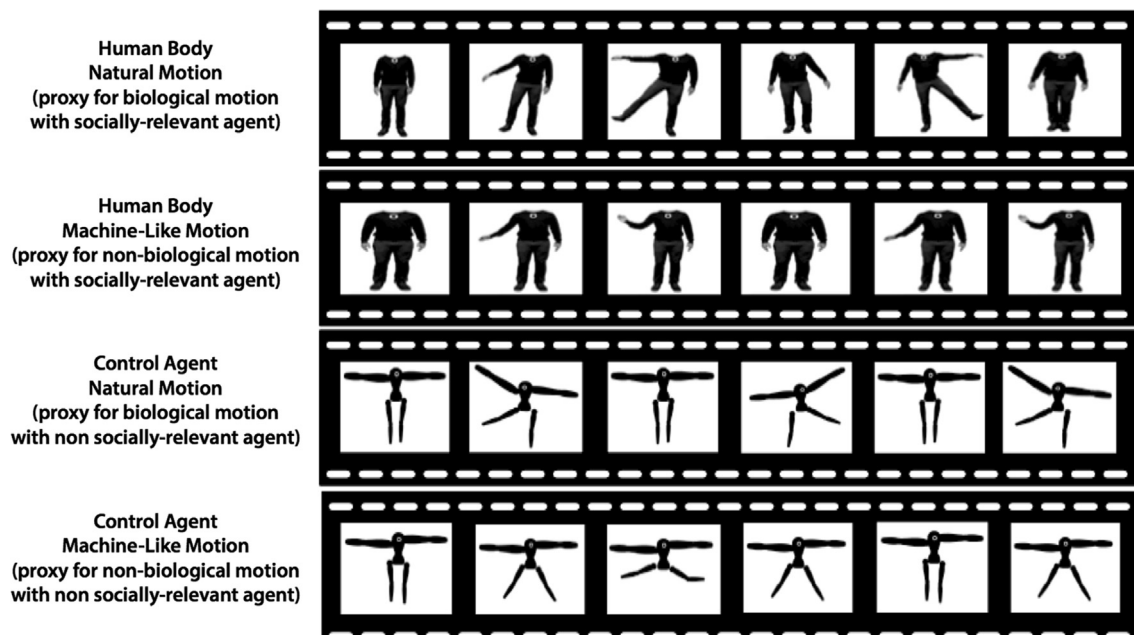 Human Body
Natural Motion
(proxy for biological motion
with socially-relevant agent)
Human Body
Machine-Like Motion
(proxy for non-biological motion
with socially-relevant agent)
Control Agent
Natural Motion
(proxy for biological motion
with non socially-relevant agent)
Control Agent
Machine-Like Motion
(proxy for non-biological motion
with non socially-relevant agent)